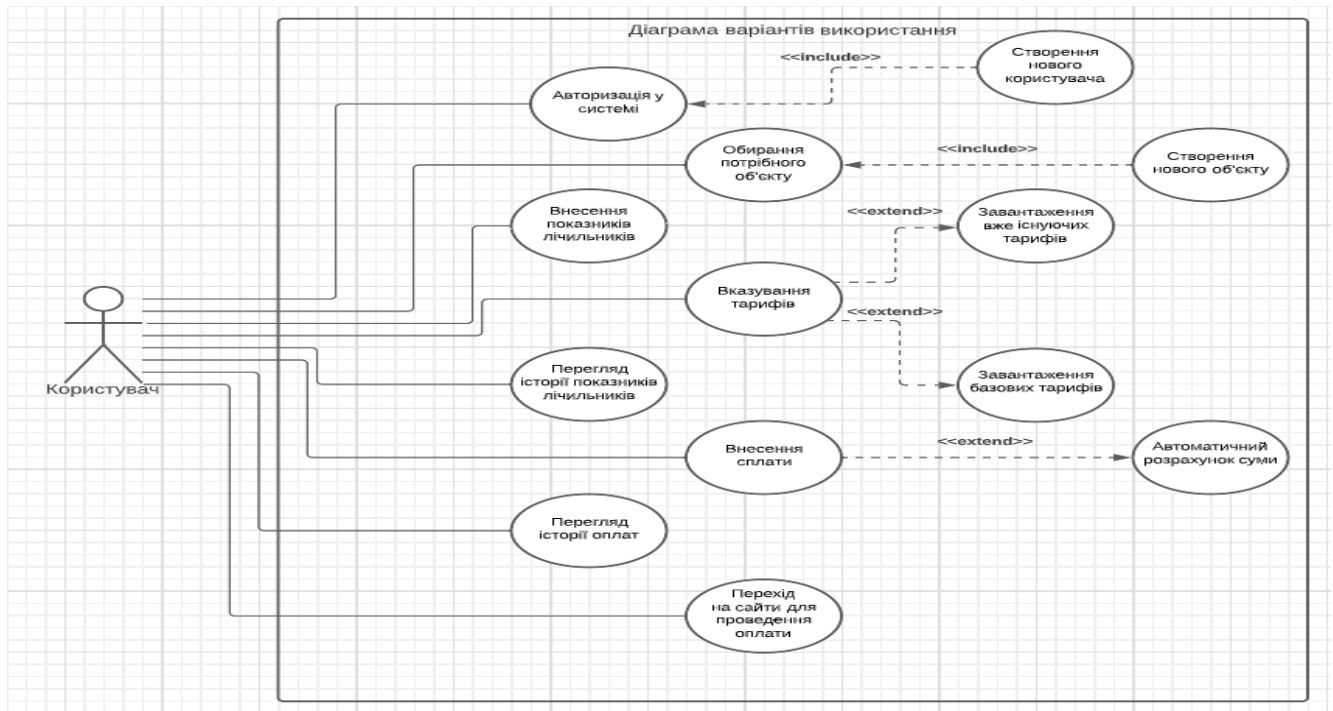 Діаграма варіантів використання
<<include>>
Створення
нового
користувача
Авторизація у
системі
Обирання
потрібного
об'єкту
<<include>>
Створення
нового об'єкту
Внесення
показників
лічильників
<<extend>>
Завантаження
вже існуючих
тарифів
Вказування
тарифів
<<extend>>
Користувач
Перегляд
історії показників
лічильників
Завантаження
базових тарифів
Внесення
сплати
<<extend>>
Автоматичний
розрахунок суми
Перегляд
історії оплат
Перехід
на сайти для
проведення
оплати